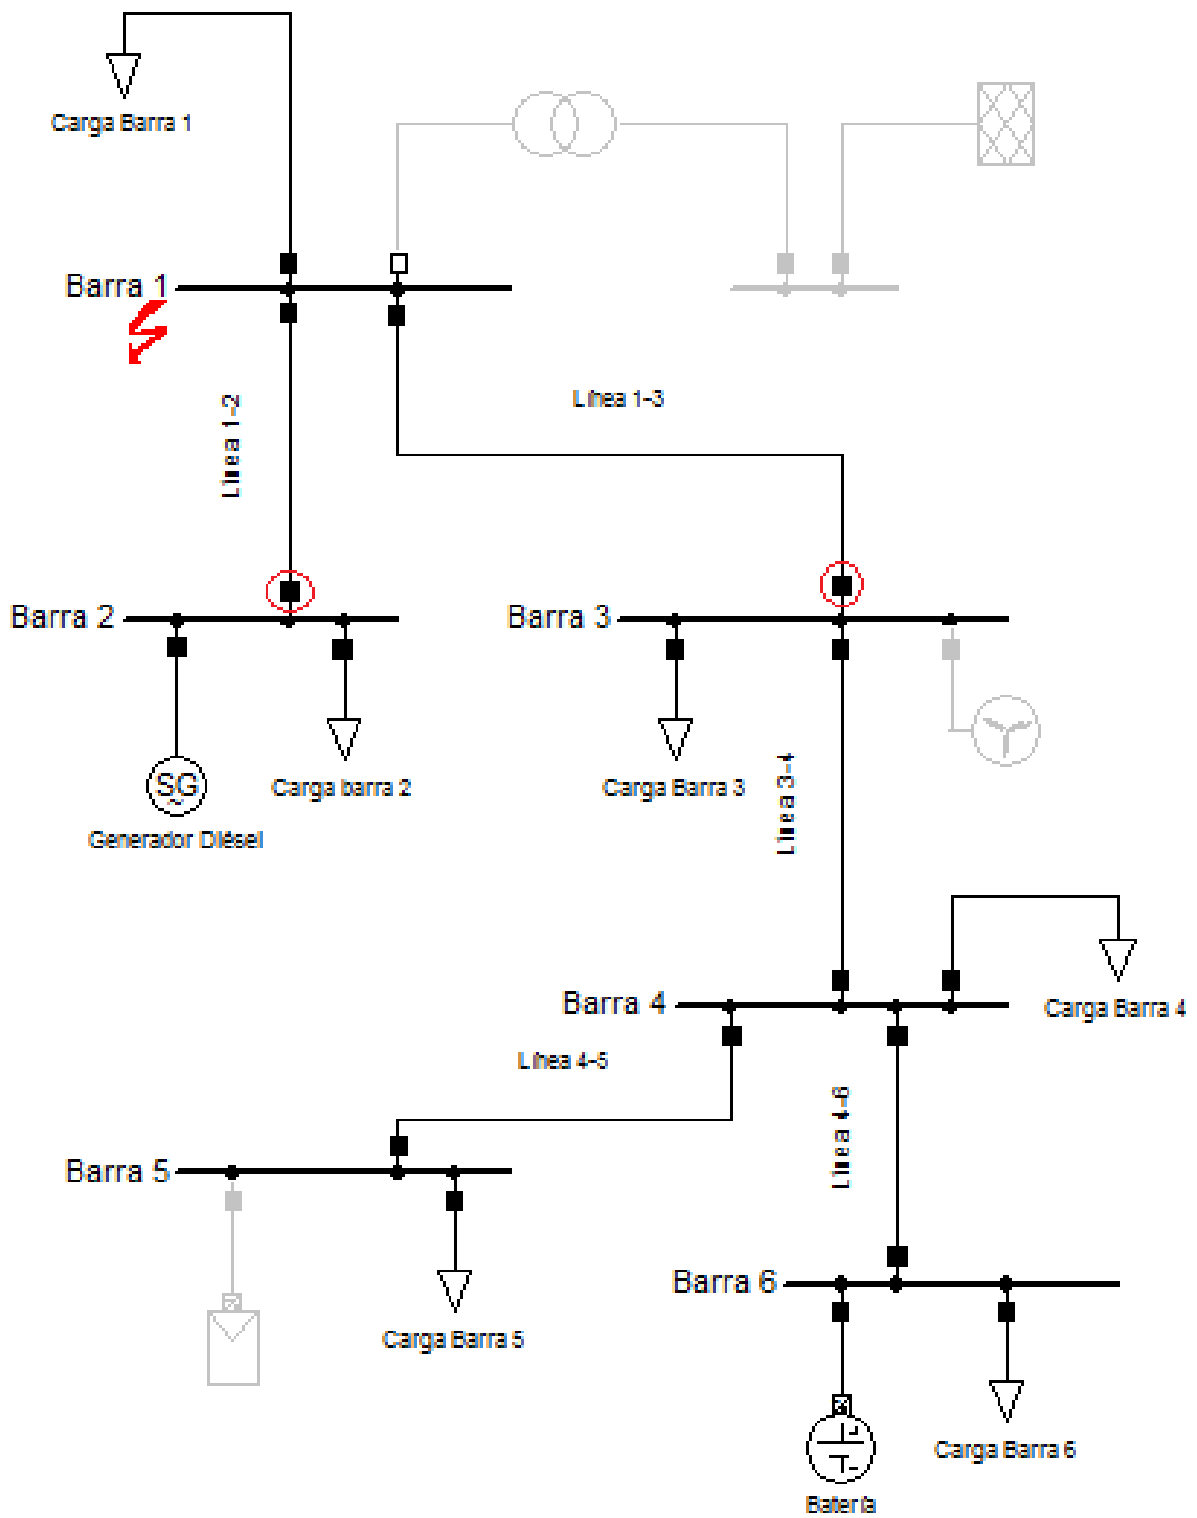 Carga Barra 1
Barra 1
Línea 1-3
Línea 1-2
Barra 2
Barra 3
Carga barra 2
Carga Barra 3
SG
~
Generador Diésel
Línea 3-4
Barra 4
Carga Barra 4
Línea 4-5
Línea 4-6
Barra 5
Barra 6
Carga Barra 5
Carga Barra 6
Batería